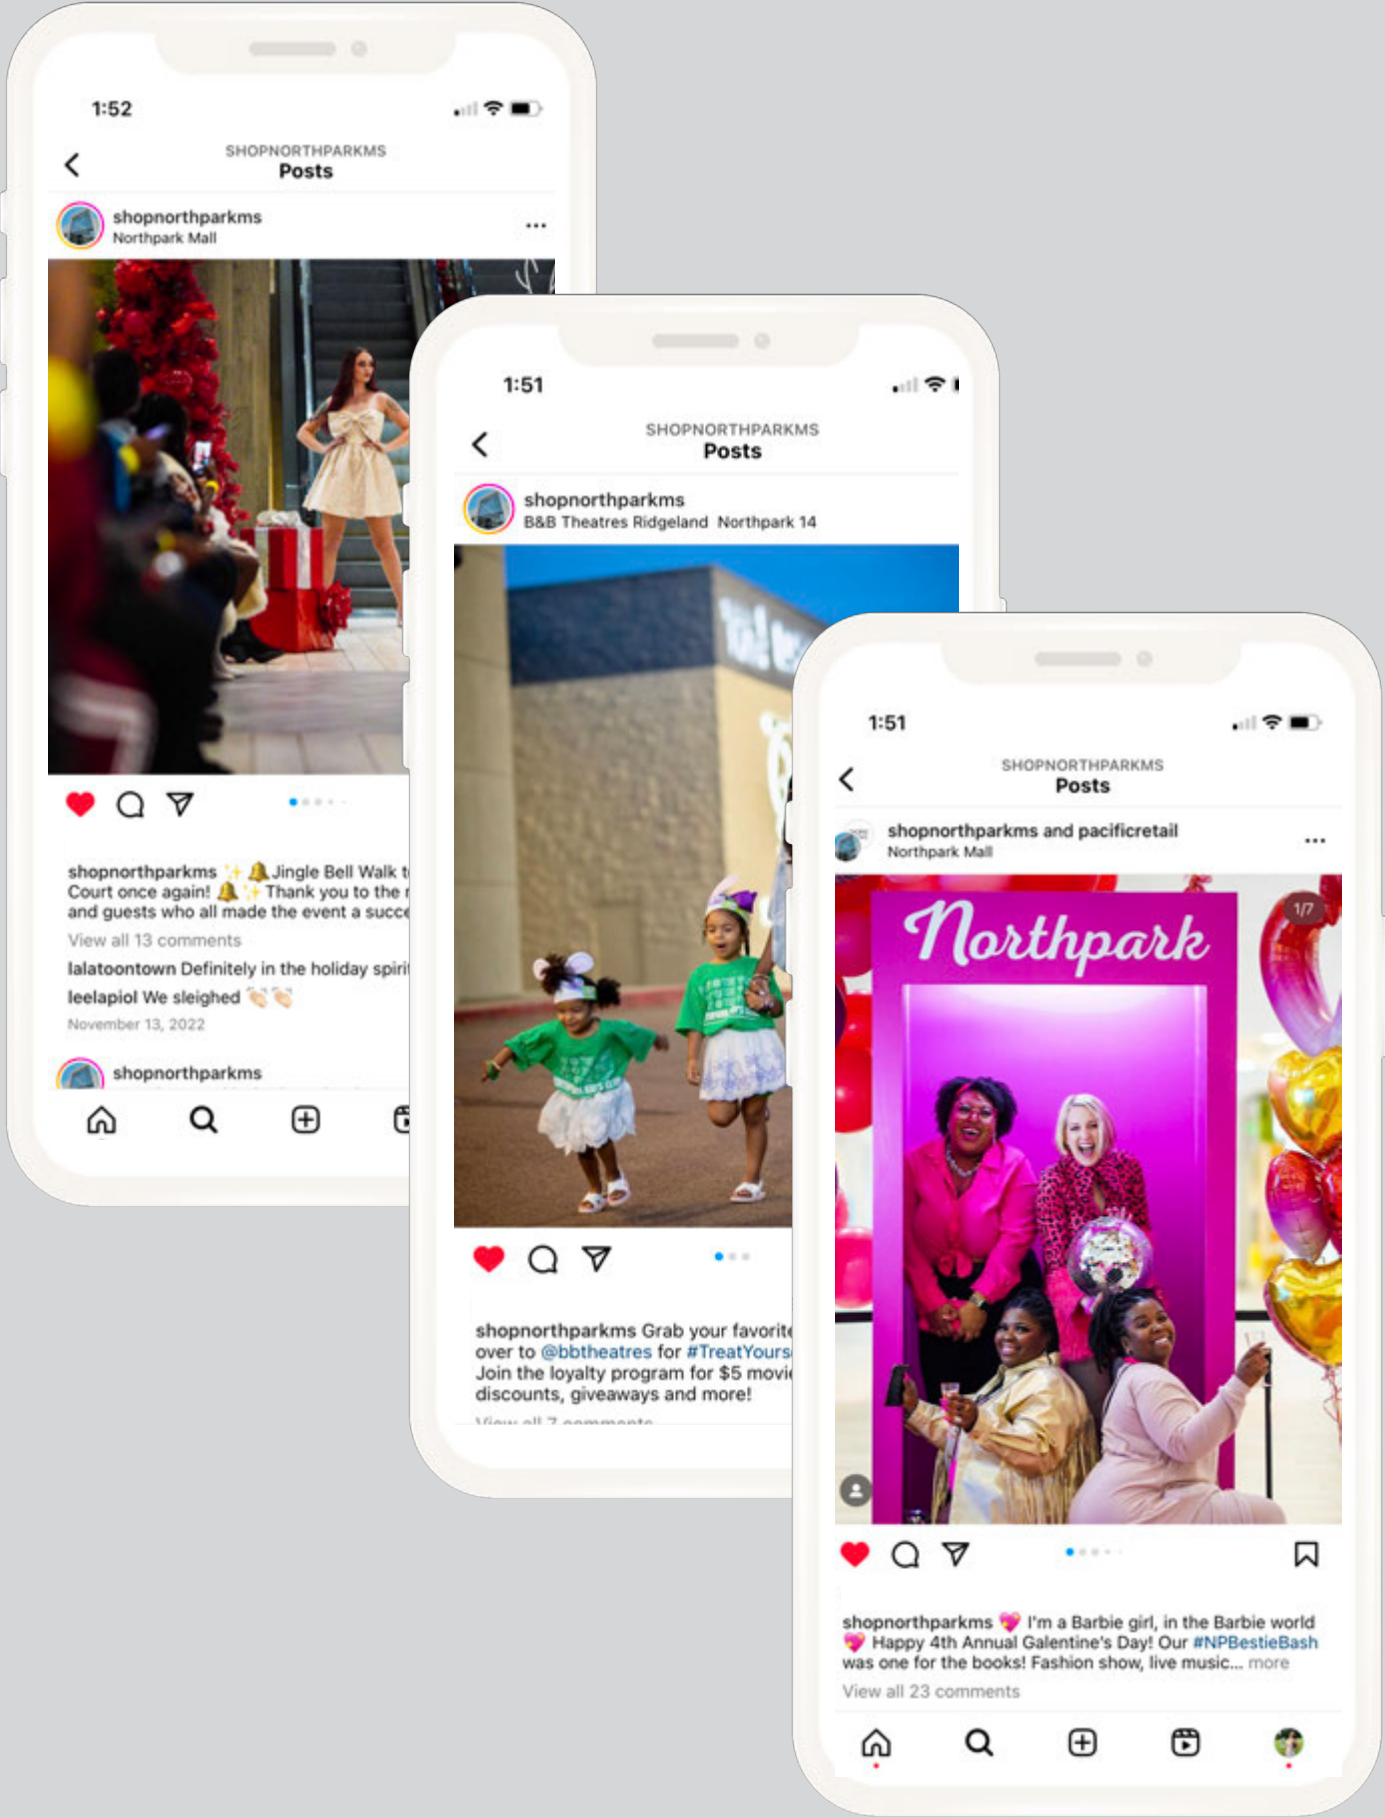 1:52
SHOPNORTHPARKMS
Posts
shopnorthparkms
Northpark Mall
shopnorthparkms ✨🔔Jingle Bell Walk
Court once again! 🔔✨Thank you to the
and guests who all made the event a
View all 13 comments
lalatoontown Definitely in the holiday
leelapiol We sleighed 👏🏻👏🏻
November 13, 2022
shopnorthparkms
1:51
SHOPNORTHPARKMS
Posts
shopnorthparkms
B&B Theatres Ridgeland Northpark 14
shopnorthparkms Grab your favorite
over to @bbtheatres for #TreatYours
Join the loyalty program for $5
discounts, giveaways and more!
View all 7 comments
1:51
SHOPNORTHPARKMS
Posts
shopnorthparkms and pacificretail
Northpark Mall
1/7
Northpark
shopnorthparkms 💖 I'm a Barbie girl, in the Barbie world
💖 Happy 4th Annual Galentine's Day! Our #NPBestieBash
was one for the books! Fashion show, live music... more
View all 23 comments